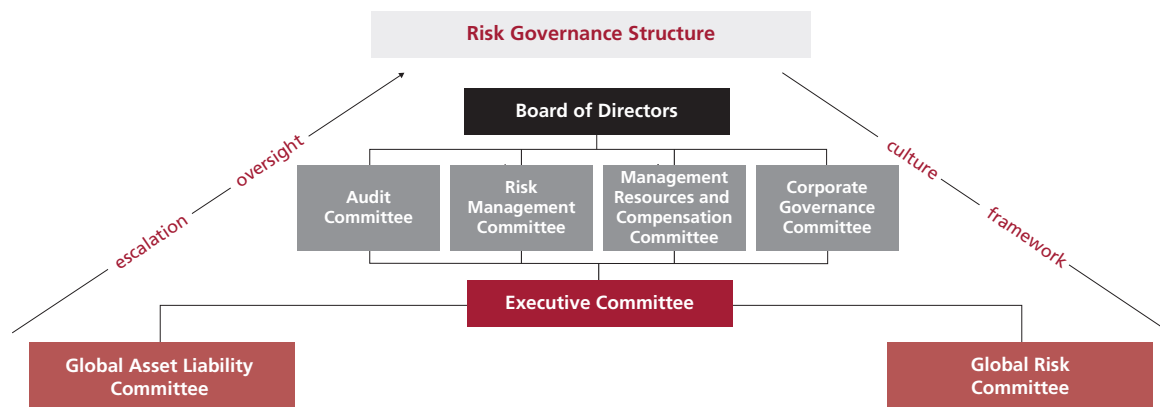 Risk Governance Structure
Board of Directors
oversight
escalation
culture
framework
Audit
Committee
Risk
Management
Committee
Management
Resources and
Compensation
Committee
Corporate
Governance
Committee
Executive Committee
Global Asset Liability
Committee
Global Risk
Committee